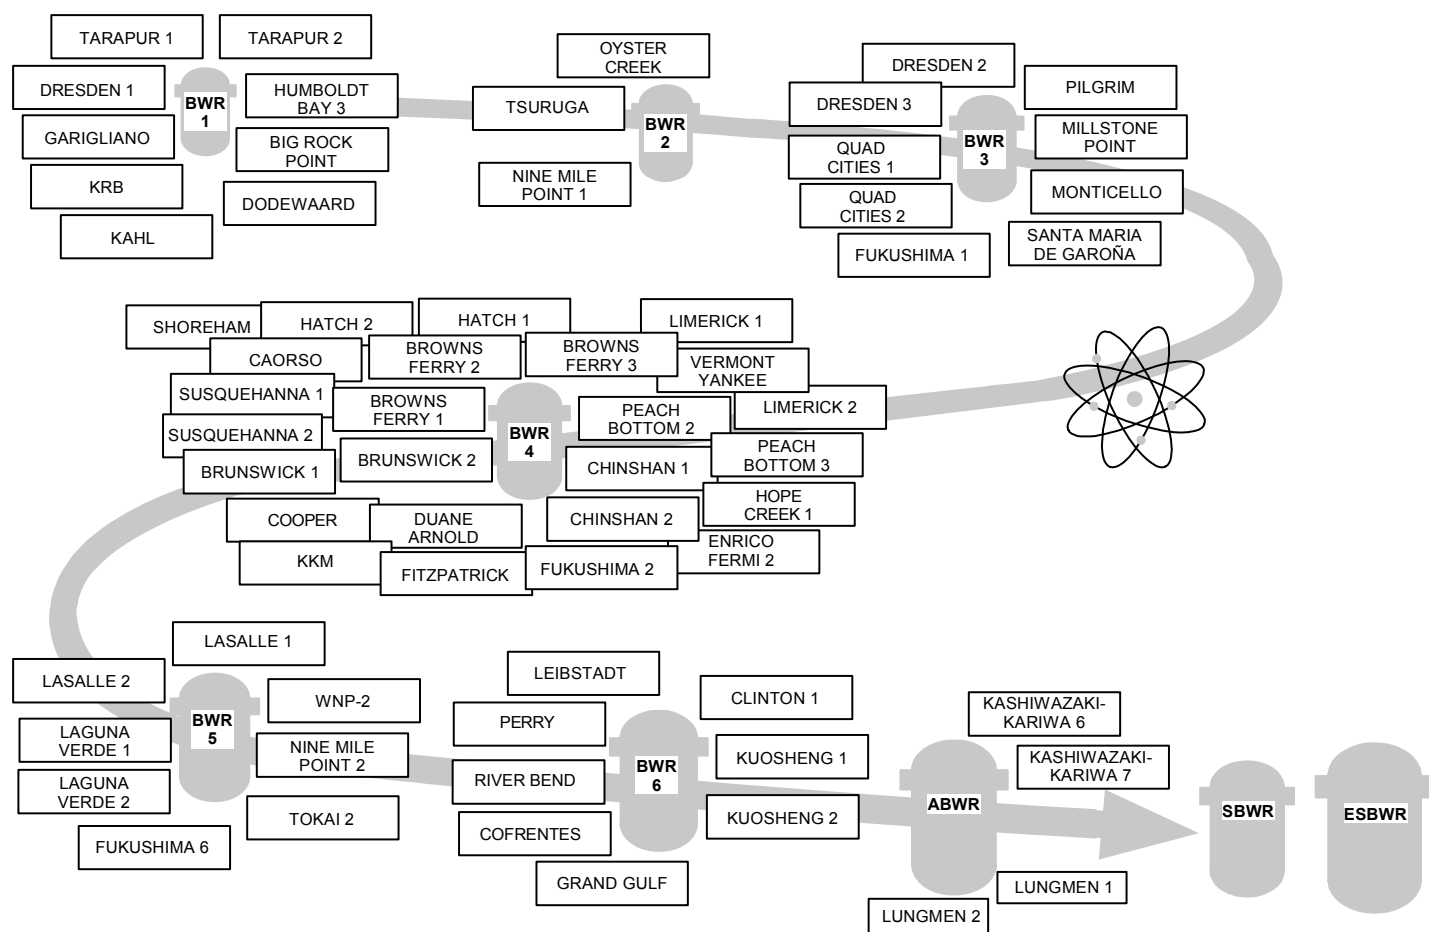 TARAPUR 1
TARAPUR 2
DRESDEN 1
BWR
1
HUMBOLDT
BAY 3
GARIGLIANO
BIG ROCK
POINT
KRB
DODEWAARD
KAHL
OYSTER
CREEK
TSURUGA
BWR
2
NINE MILE
POINT 1
DRESDEN 2
PILGRIM
DRESDEN 3
MILLSTONE
POINT
QUAD
CITIES 1
BWR
3
MONTICELLO
QUAD
CITIES 2
SANTA MARIA
DE GAROÑA
FUKUSHIMA 1
SHOREHAM
HATCH 2
HATCH 1
LIMERICK 1
CAORSO
BROWNS
FERRY 2
BROWNS
FERRY 3
VERMONT
YANKEE
SUSQUEHANNA 1
BROWNS
FERRY 1
PEACH
BOTTOM 2
LIMERICK 2
SUSQUEHANNA 2
BWR
4
BRUNSWICK 1
BRUNSWICK 2
CHINSHAN 1
PEACH
BOTTOM 3
HOPE
CREEK 1
COOPER
DUANE
ARNOLD
CHINSHAN 2
ENRICO
FERMI 2
KKM
FITZPATRICK
FUKUSHIMA 2
LASALLE 1
LASALLE 2
BWR
5
WNP-2
LAGUNA
VERDE 1
NINE MILE
POINT 2
LAGUNA
VERDE 2
TOKAI 2
FUKUSHIMA 6
LEIBSTADT
CLINTON 1
PERRY
KUOSHENG 1
RIVER BEND
BWR
6
KUOSHENG 2
COFRENTES
GRAND GULF
KASHIWAZAKI-
KARIWA 6
KASHIWAZAKI-
KARIWA 7
ABWR
LUNGMEN 1
LUNGMEN 2
SBWR
ESBWR